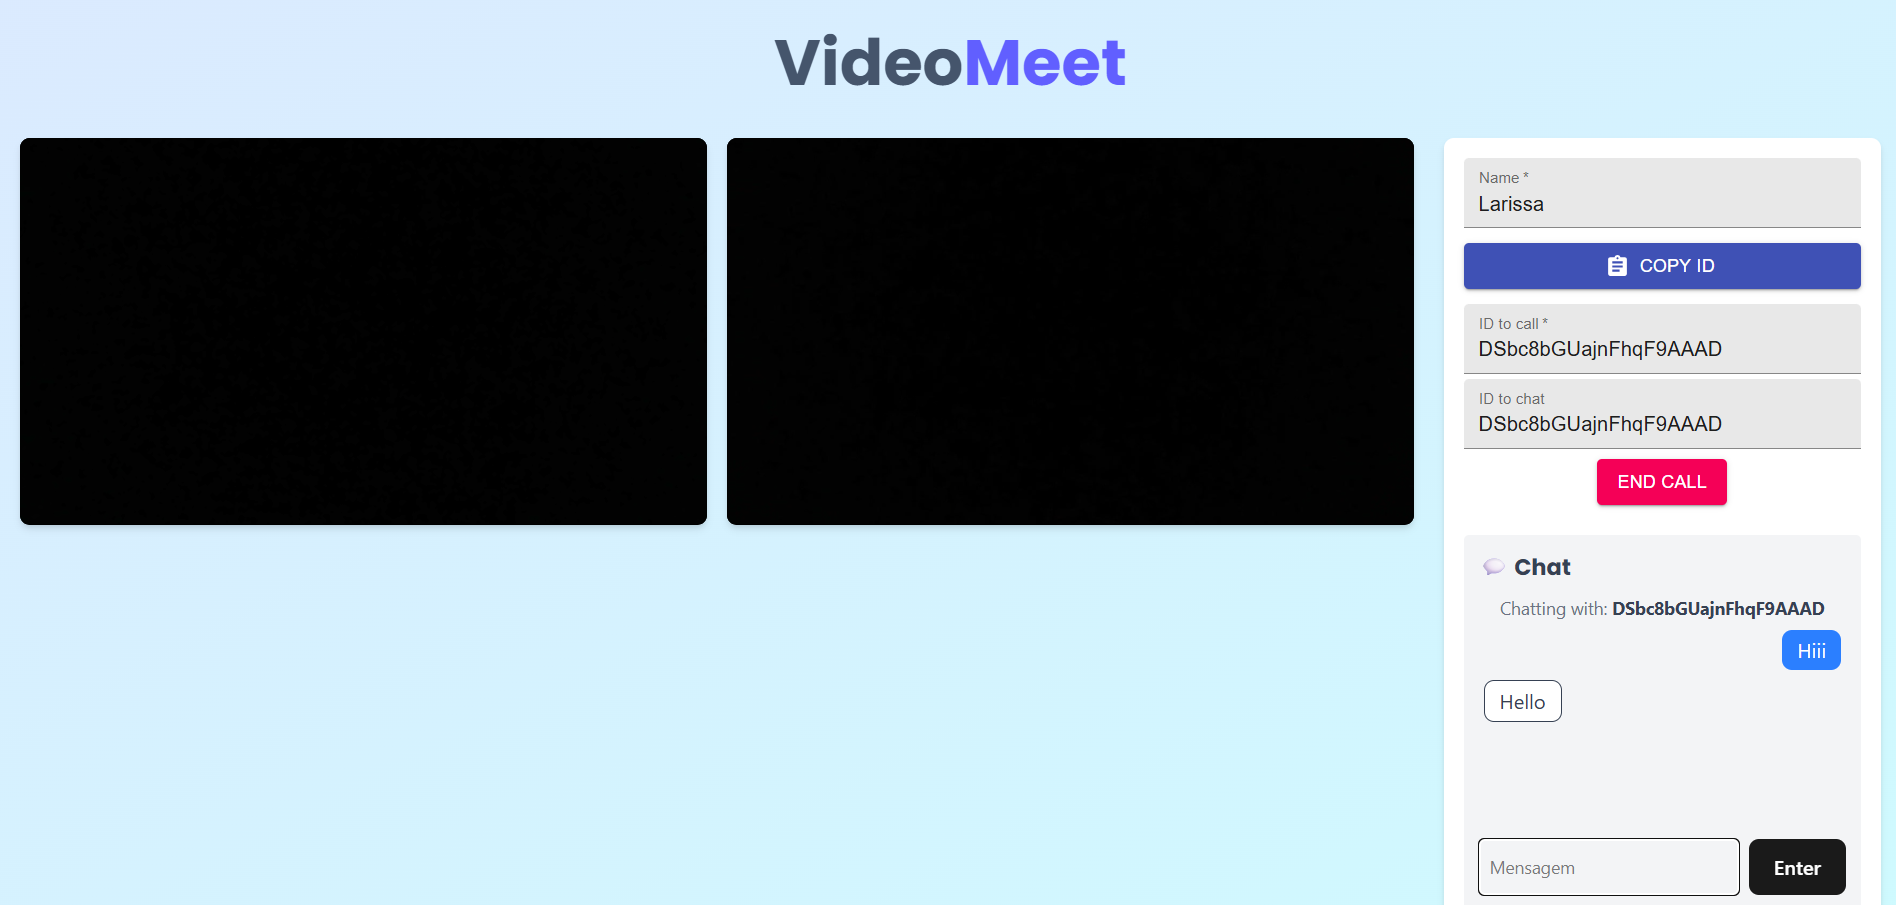 VideoMeet
Name *
Larissa
COPY ID
ID to call *
DSbc8bGUajnFhqF9AAAD
ID to chat
DSbc8bGUajnFhqF9AAAD
END CALL
Chat
Chatting with: DSbc8bGUajnFhqF9AAAD
Hiii
Hello
Mensagem
Enter